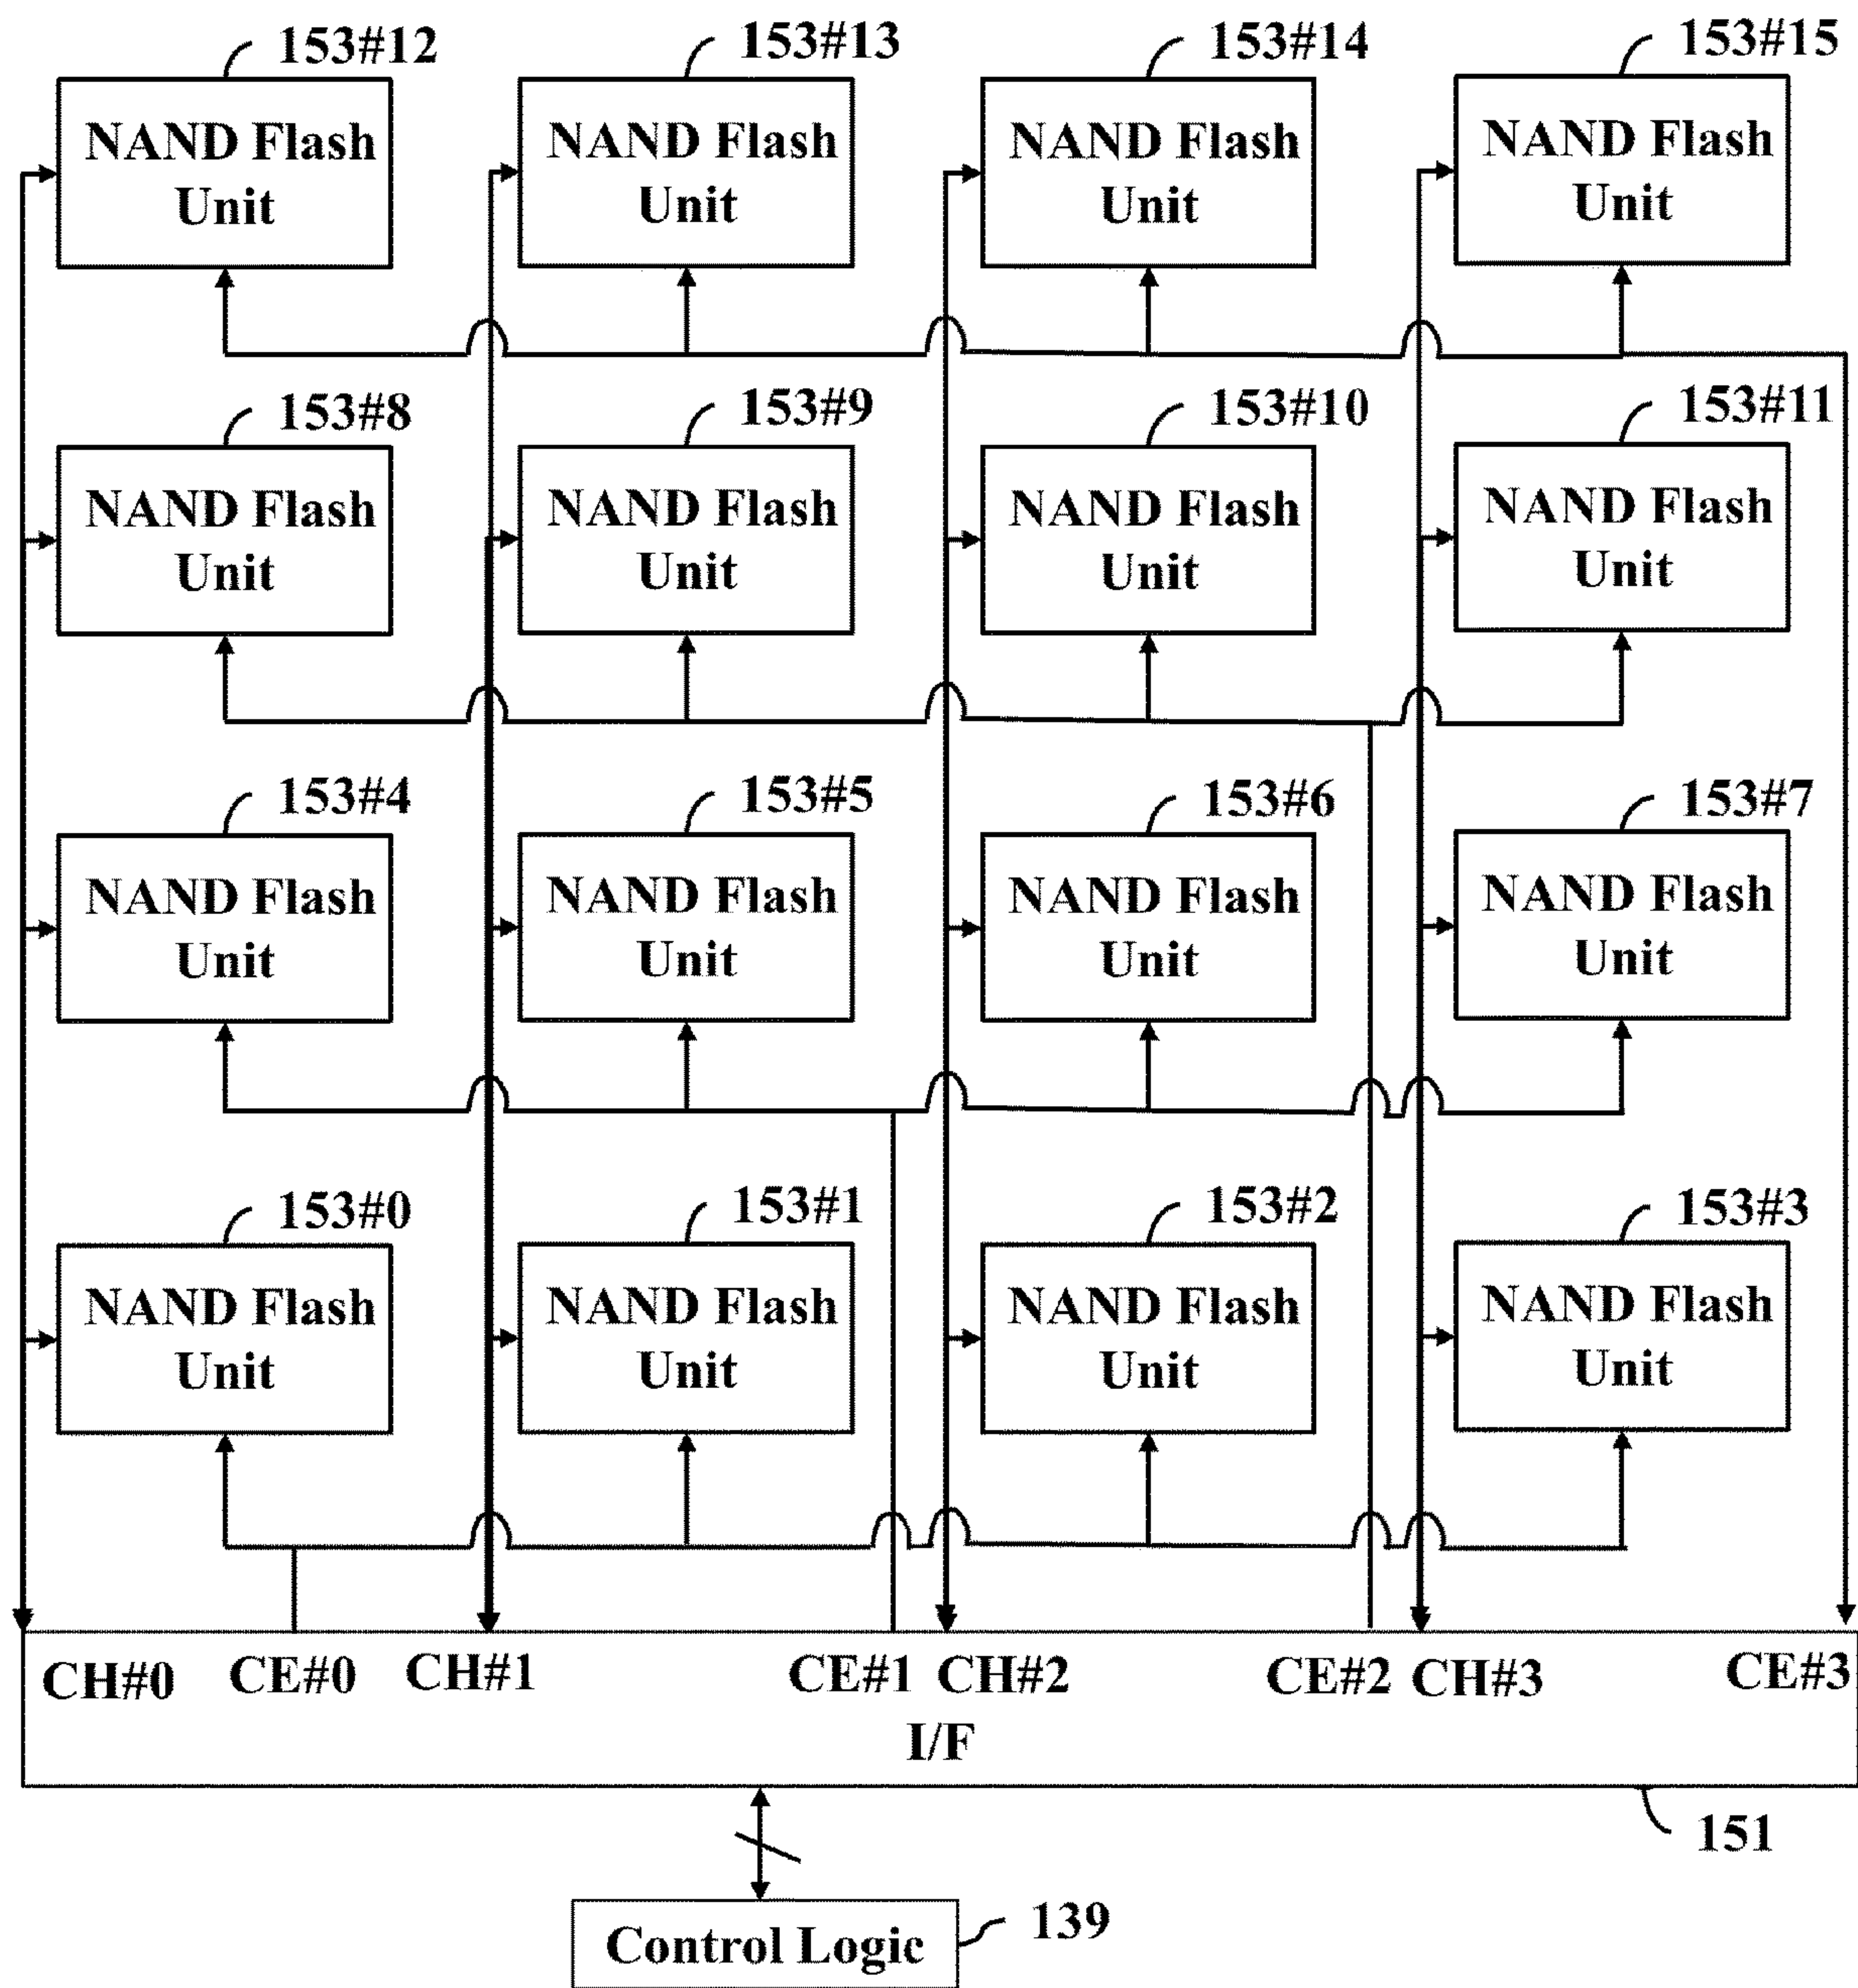 153#12
153#13
153#14
153#15
NAND Flash
Unit
NAND Flash
Unit
NAND Flash
Unit
NAND Flash
Unit
153#8
153#9
153#10
153#11
NAND Flash
Unit
NAND Flash
Unit
NAND Flash
Unit
NAND Flash
Unit
153#4
153#5
153#6
153#7
NAND Flash
Unit
NAND Flash
Unit
NAND Flash
Unit
NAND Flash
Unit
153#0
153#1
153#2
153#3
NAND Flash
Unit
NAND Flash
Unit
NAND Flash
Unit
NAND Flash
Unit
CH#0
CE#0
CH#1
CE#1
CH#2
CE#2
CH#3
CE#3
I/F
151
139
Control Logic